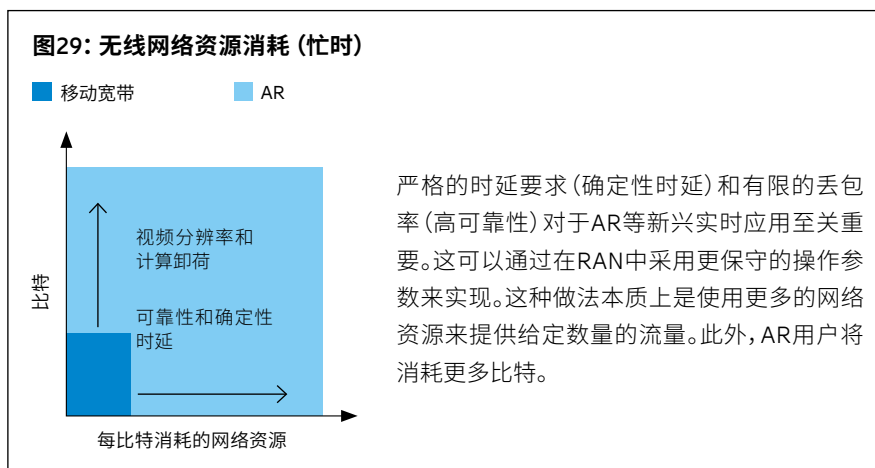 图29：无线网络资源消耗（忙时）
移动宽带
AR
比特
视频分辨率和
计算卸荷
可靠性和确定性
时延
每比特消耗的网络资源
严格的时延要求（确定性时延）和有限的丢包
率（高可靠性）对于AR等新兴实时应用至关重
要。这可以通过在RAN中采用更保守的操作参
数来实现。这种做法本质上是使用更多的网络
资源来提供给定数量的流量。此外，AR用户将
消耗更多比特。